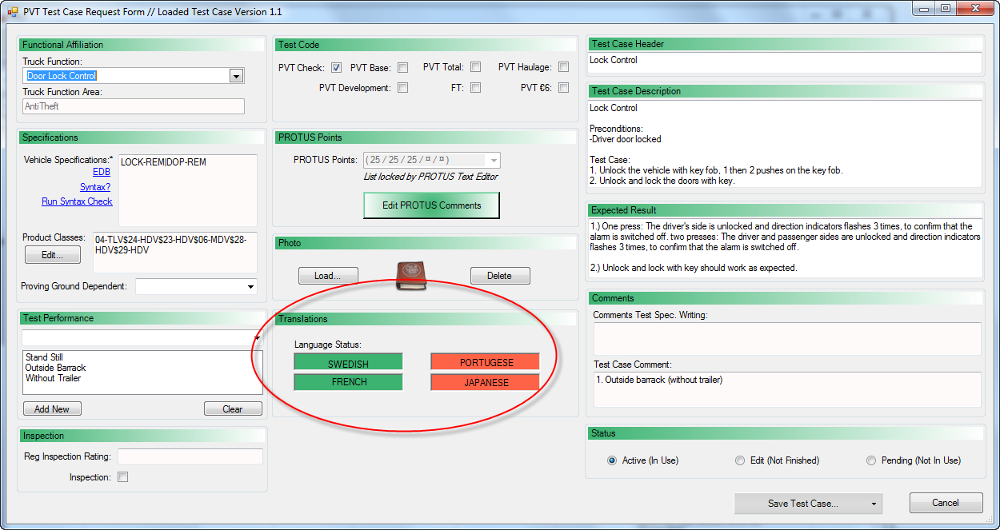 PVT Test Case Request Form // Loaded Test Case Version 1.1
Functional Affiliation
Truck Function:
Door Lock Control
Truck Function Area:
AntiTheft
Specifications
Vehicle Specifications:*
LOCK-REM|DOP-REM
EDB
Syntax?
Run Syntax Check
Product Classes:
04-TLV$24-HDV$23-HDV$06-MDV$28-
HDV$29-HDV
Edit...
Proving Ground Dependent:
Test Performance
Stand Still
Outside Barrack
Without Trailer
Add New
Clear
Inspection
Reg Inspection Rating:
Inspection:
Test Code
PVT Check: PVT Base: PVT Total: PVT Haulage:
PVT Development: FT: PVT €6:
PROTUS Points
PROTUS Points: ( 25 / 25 / 25 / ¤ / ¤ )
List locked by PROTUS Text Editor
Edit PROTUS Comments
Photo
Load...
Delete
Translations
Language Status:
SWEDISH
PORTUGESE
FRENCH
JAPANESE
Test Case Header
Lock Control
Test Case Description
Lock Control
Preconditions:
-Driver door locked
Test Case:
1. Unlock the vehicle with key fob, 1 then 2 pushes on the key fob.
2. Unlock and lock the doors with key.
Expected Result
1.) One press: The driver's side is unlocked and direction indicators flashes 3 times, to confirm that the
alarm is switched off. two presses: The driver and passenger sides are unlocked and direction indicators
flashes 3 times, to confirm that the alarm is switched off.
2.) Unlock and lock with key should work as expected.
Comments
Comments Test Spec. Writing:
Test Case Comment:
1. Outside barrack (without trailer)
Status
Active (In Use)
Edit (Not Finished)
Pending (Not In Use)
Save Test Case...
Cancel